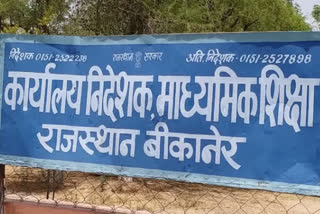 निदेशक 0151-2522238 राजस्थान सरकार अति. निदेशक: 0151-2527898
कार्यालय निदेशक, माध्यमिक शिक्षा
राजस्थान बीकानेर